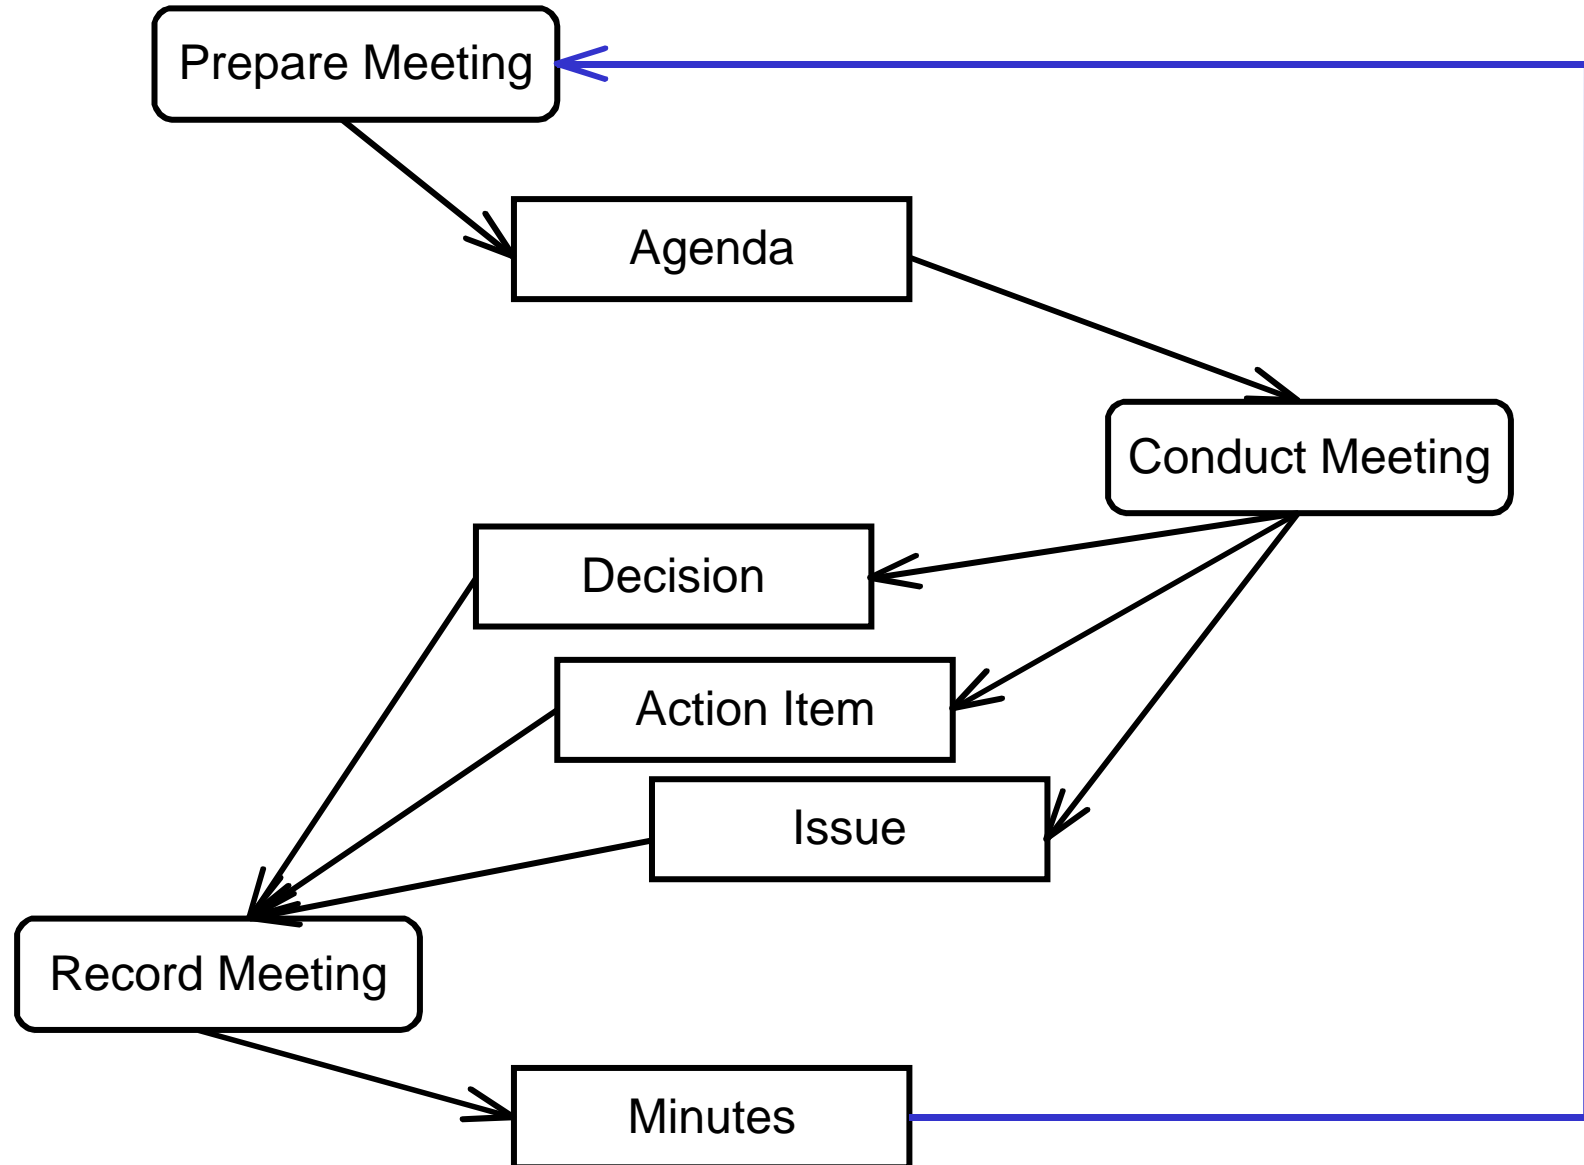 Prepare Meeting
Agenda
Conduct Meeting
Decision
Action Item
Issue
Record Meeting
Minutes